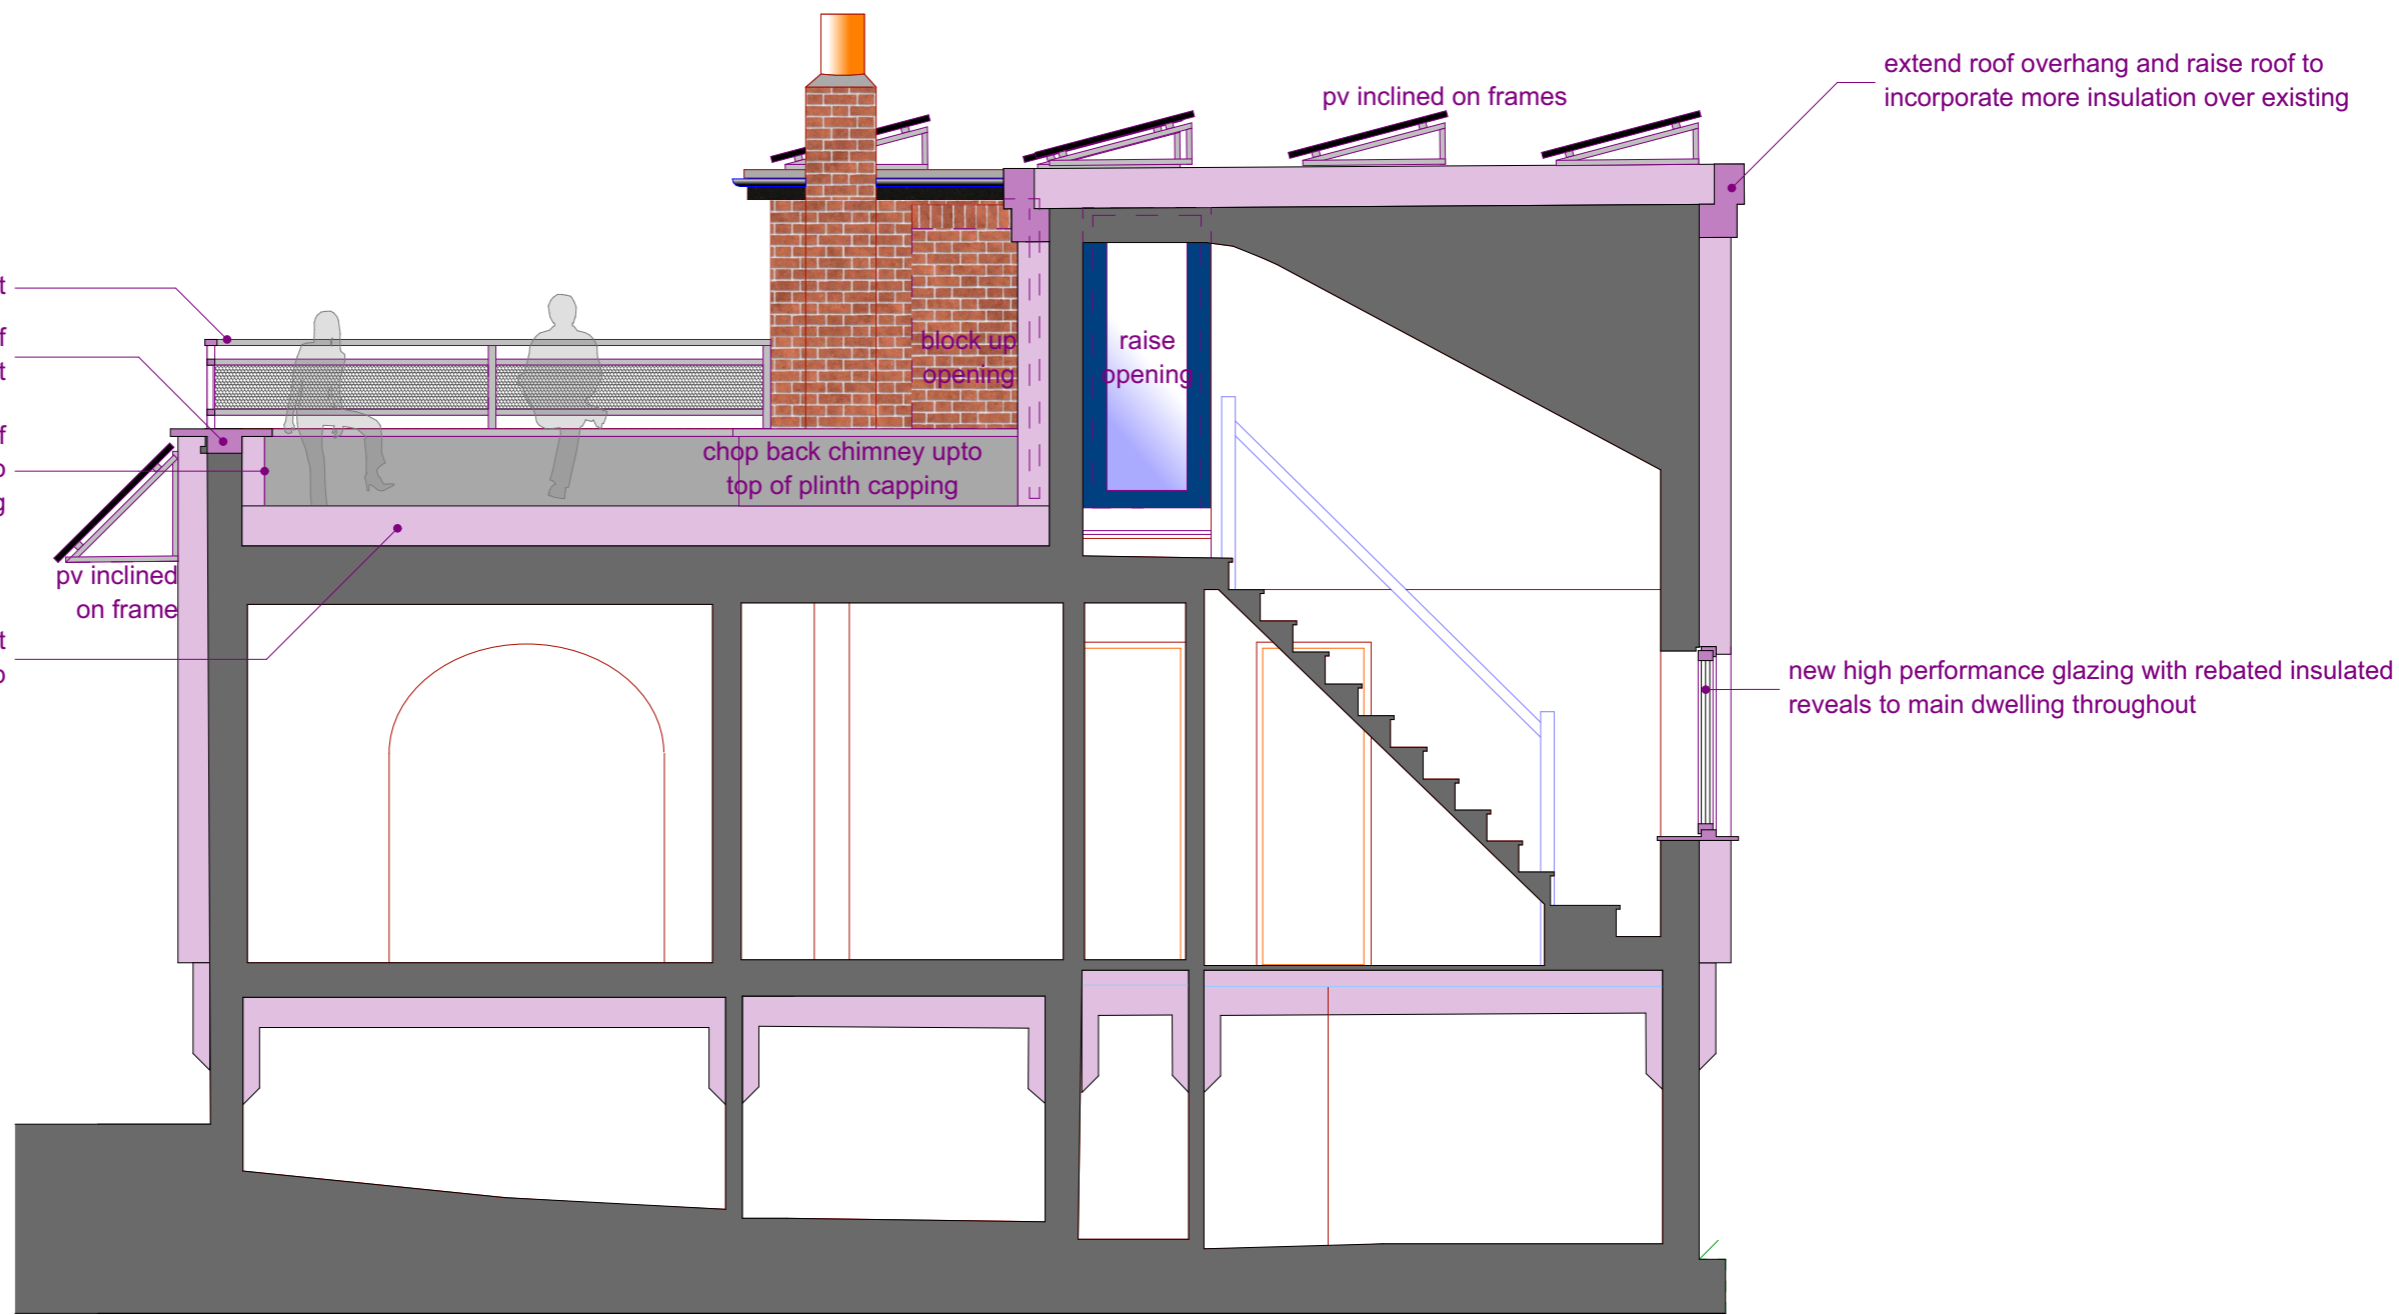 extend roof overhang and raise roof to
incorporate more insulation over existing
pv inclined on frames
block up
opening
raise
opening
chop back chimney upto
top of plinth capping
pv inclined
on frame
new high performance glazing with rebated insulated
reveals to main dwelling throughout